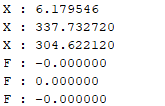 X : 6.179546
X : 337.732720
X : 304.622120
F : -0.000000
F : 0.000000
F : -0.000000